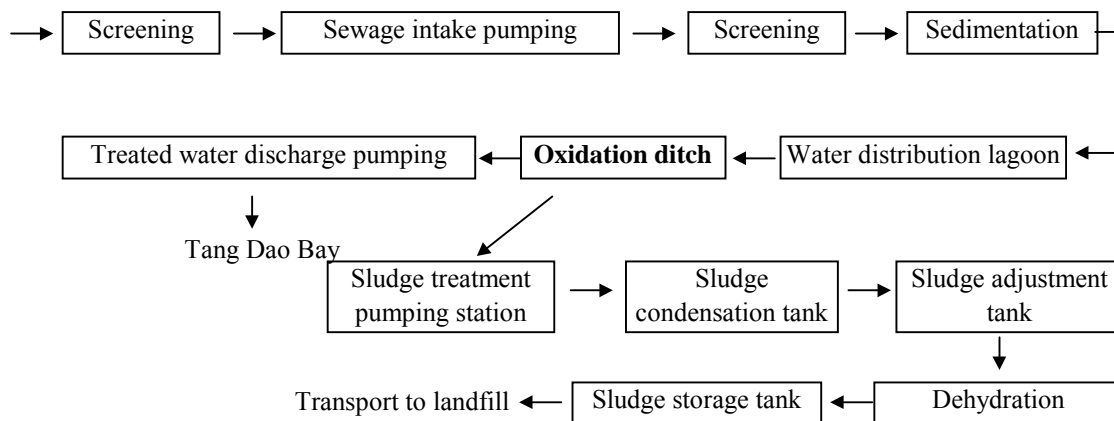 Screening
Sewage intake pumping
Screening
Sedimentation
Treated water discharge pumping
Oxidation ditch
Water distribution lagoon
Tang Dao Bay
Sludge treatment
pumping station
Sludge
condensation tank
Sludge adjustment
tank
Transport to landfill
Sludge storage tank
Dehydration